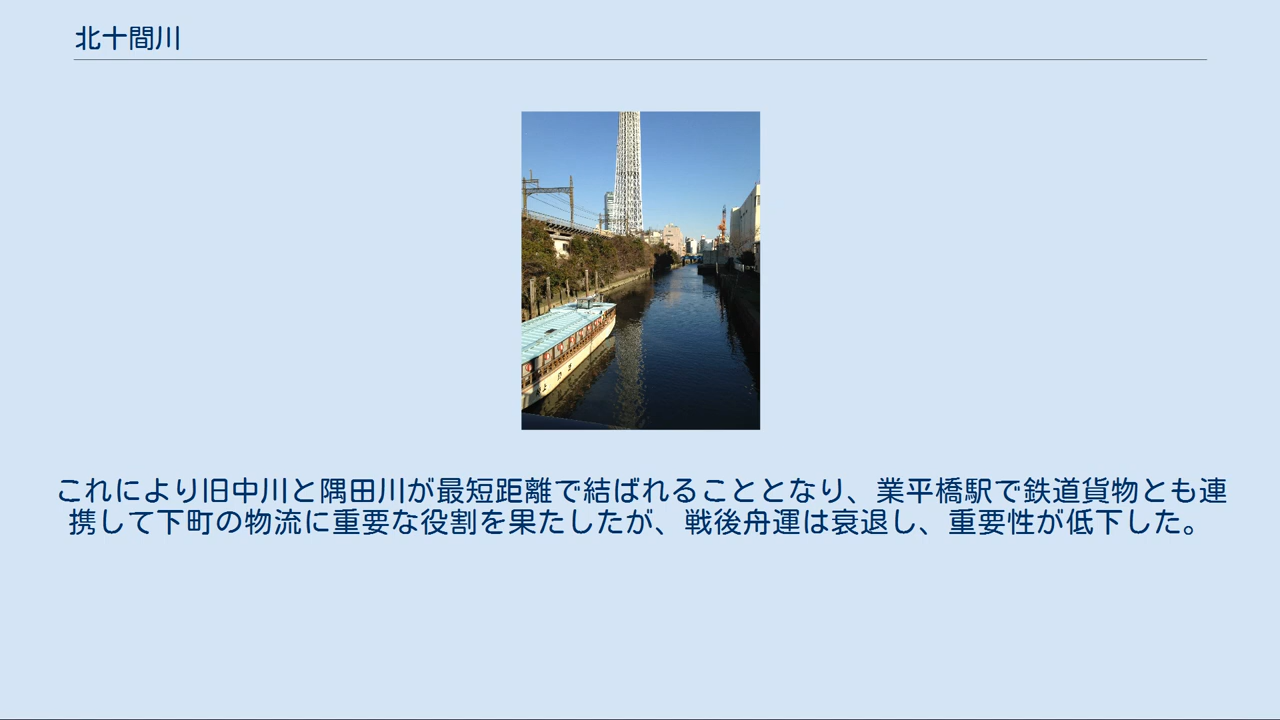 北十間川
これにより旧中川と隅田川が最短距離で結ばれることとなり、業平橋駅で鉄道貨物とも連
携して下町の物流に重要な役割を果たしたが、戦後舟運は衰退し、重要性が低下した。